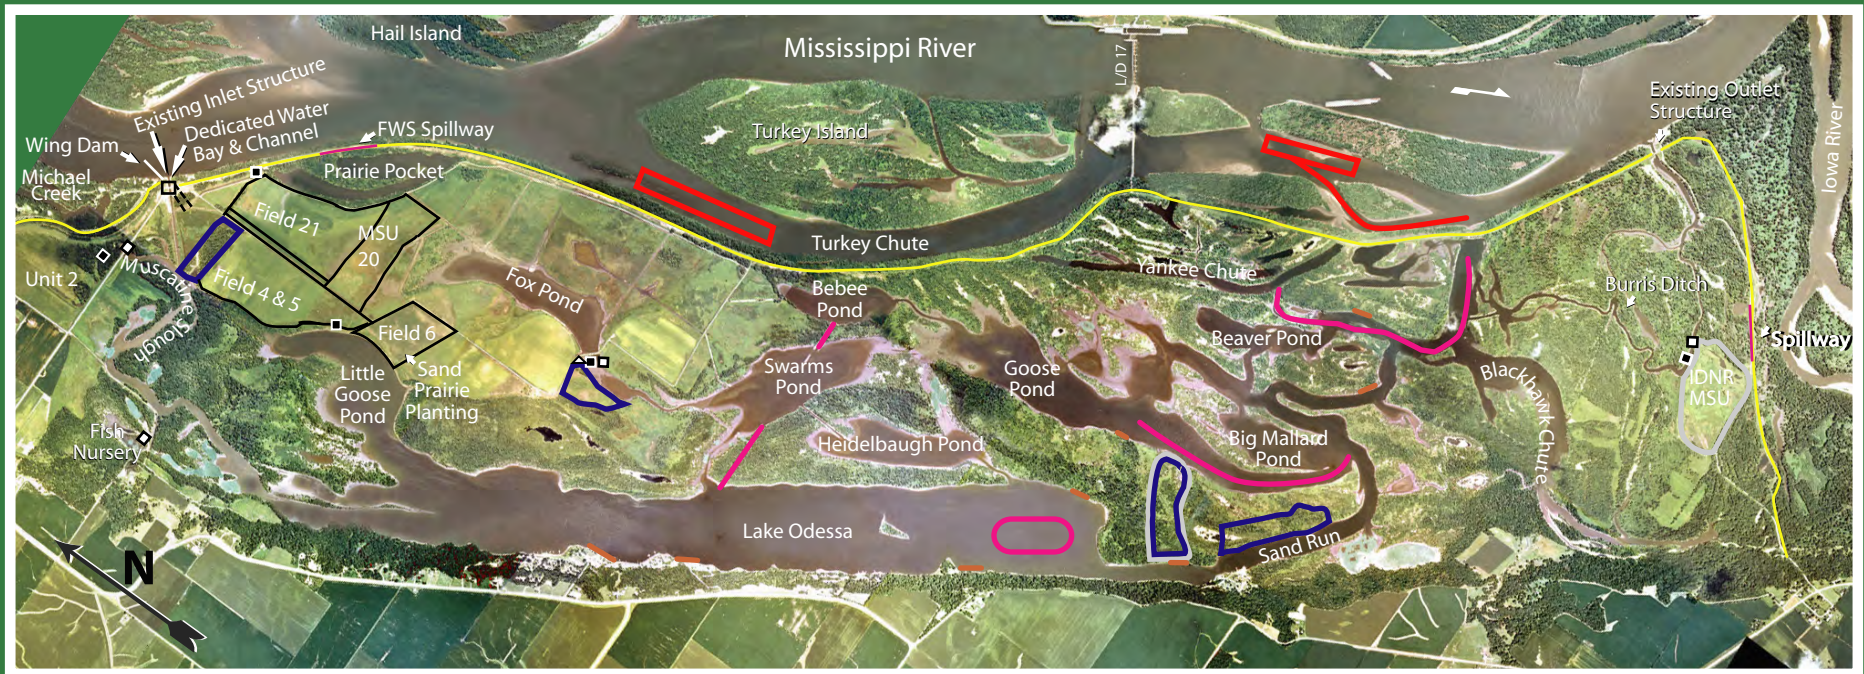 Hail Island
Mississippi River
L/D 17
Existing Inlet Structure
Dedicated Water
Bay & Channel
FWS Spillway
Wing Dam
Michael
Creek
Prairie Pocket
Turkey Island
Existing Outlet
Structure
Iowa River
Field 21
MSU
20
Turkey Chute
Unit 2
Muscatine
Slough
Field 4 & 5
Fox Pond
Bebee
Pond
Yankee Chute
Burris Ditch
Field 6
Beaver Pond
Spillway
Little
Goose
Pond
Sand
Prairie
Planting
Swarms
Pond
Goose
Pond
Blackhawk Chute
IDNR
MSU
Fish
Nursery
Heidelbaugh Pond
Big Mallard
Pond
Lake Odessa
Sand Run
N